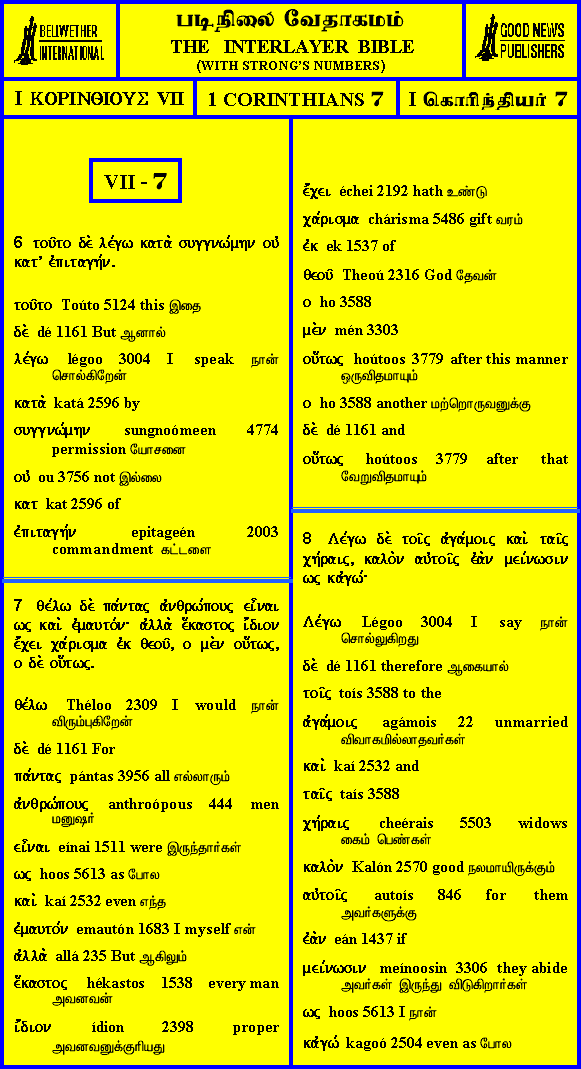 BELIWETHER
INTERNATIONAL
படிநிலை வேதாகமம்
THE INTERLAYER BIBLE
(WITH STRONG'S NUMBERS)
GOOD NEWS
PUBLISHERS
I ΚΟΡΙΝΘΙΟΥΣ VII
1 CORINTHIANS 7
I கொரிந்தியர் 7
VII - 7
6 τοῦτο δὲ λέγω κατὰ συγγνώμην οὐ
κατ' ἐπιταγήν.
τοῦτο Toúto 5124 this இதை
δὲ dé 1161 But ஆனால்
λέγω légoo 3004 I speak நான்
சொல்கிறேன்
κατὰ katá 2596 by
συγγνώμην sungnoómeen 4774
permission யோசனை
οὐ ou 3756 not இல்லை
κατ kat 2596 of
ἐπιταγήν epitageén 2003
commandment கட்டளை
7 θέλω δὲ πάντας ἀνθρώπους εἶναι
ως καὶ ἐμαυτόν· ἀλλὰ ἕκαστος ἴδιον
ἔχει χάρισμα ἐκ θεοῦ, ο μὲν οὕτως,
ο δὲ οὕτως.
θέλω Théloo 2309 I would நான்
விரும்புகிறேன்
δὲ dé 1161 For
πάντας pántas 3956 all எல்லாரும்
ἀνθρώπους anthroópous 444 men
மனுஷர்
εἶναι eínai 1511 were இருந்தார்கள்
ως hoos 5613 as போல
καὶ kaí 2532 even எந்த
ἐμαυτόν emautón 1683 I myself என்
ἀλλὰ allá 235 But ஆகிலும்
ἕκαστος hékastos 1538 every man
அவனவன்
ἴδιον ídion 2398 proper
அவனவனுக்குரியது
ἔχει échei 2192 hath உண்டு
χάρισμα chárisma 5486 gift வரம்
ἐκ ek 1537 of
θεοῦ Theoú 2316 God தேவன்
ο ho 3588
μὲν mén 3303
οὕτως hoútoos 3779 after this manner
ஒருவிதமாயும்
ο ho 3588 another மற்றொருவனுக்கு
δὲ dé 1161 and
οὕτως hoútoos 3779 after that
வேறுவிதமாயும்
8 Λέγω δὲ τοῖς ἀγάμοις καὶ ταῖς
χήραις, καλὸν αὐτοῖς ἐὰν μείνωσιν
ως κἀγώ·
Λέγω Légoo 3004 I say நான்
சொல்லுகிறது
δὲ dé 1161 therefore ஆகையால்
τοῖς toís 3588 to the
ἀγάμοις agámois 22 unmarried
விவாகமில்லாதவர்கள்
καὶ kaí 2532 and
ταῖς taís 3588
χήραις cheérais 5503 widows
கைம் பெண்கள்
καλὸν Kalón 2570 good நலமாயிருக்கும்
αὐτοῖς autoís 846 for them
அவர்களுக்கு
ἐὰν eán 1437 if
μείνωσιν meínoosin 3306 they abide
அவர்கள் இருந்து விடுகிறார்கள்
ως hoos 5613 I நான்
κἀγώ kagoó 2504 even as போல